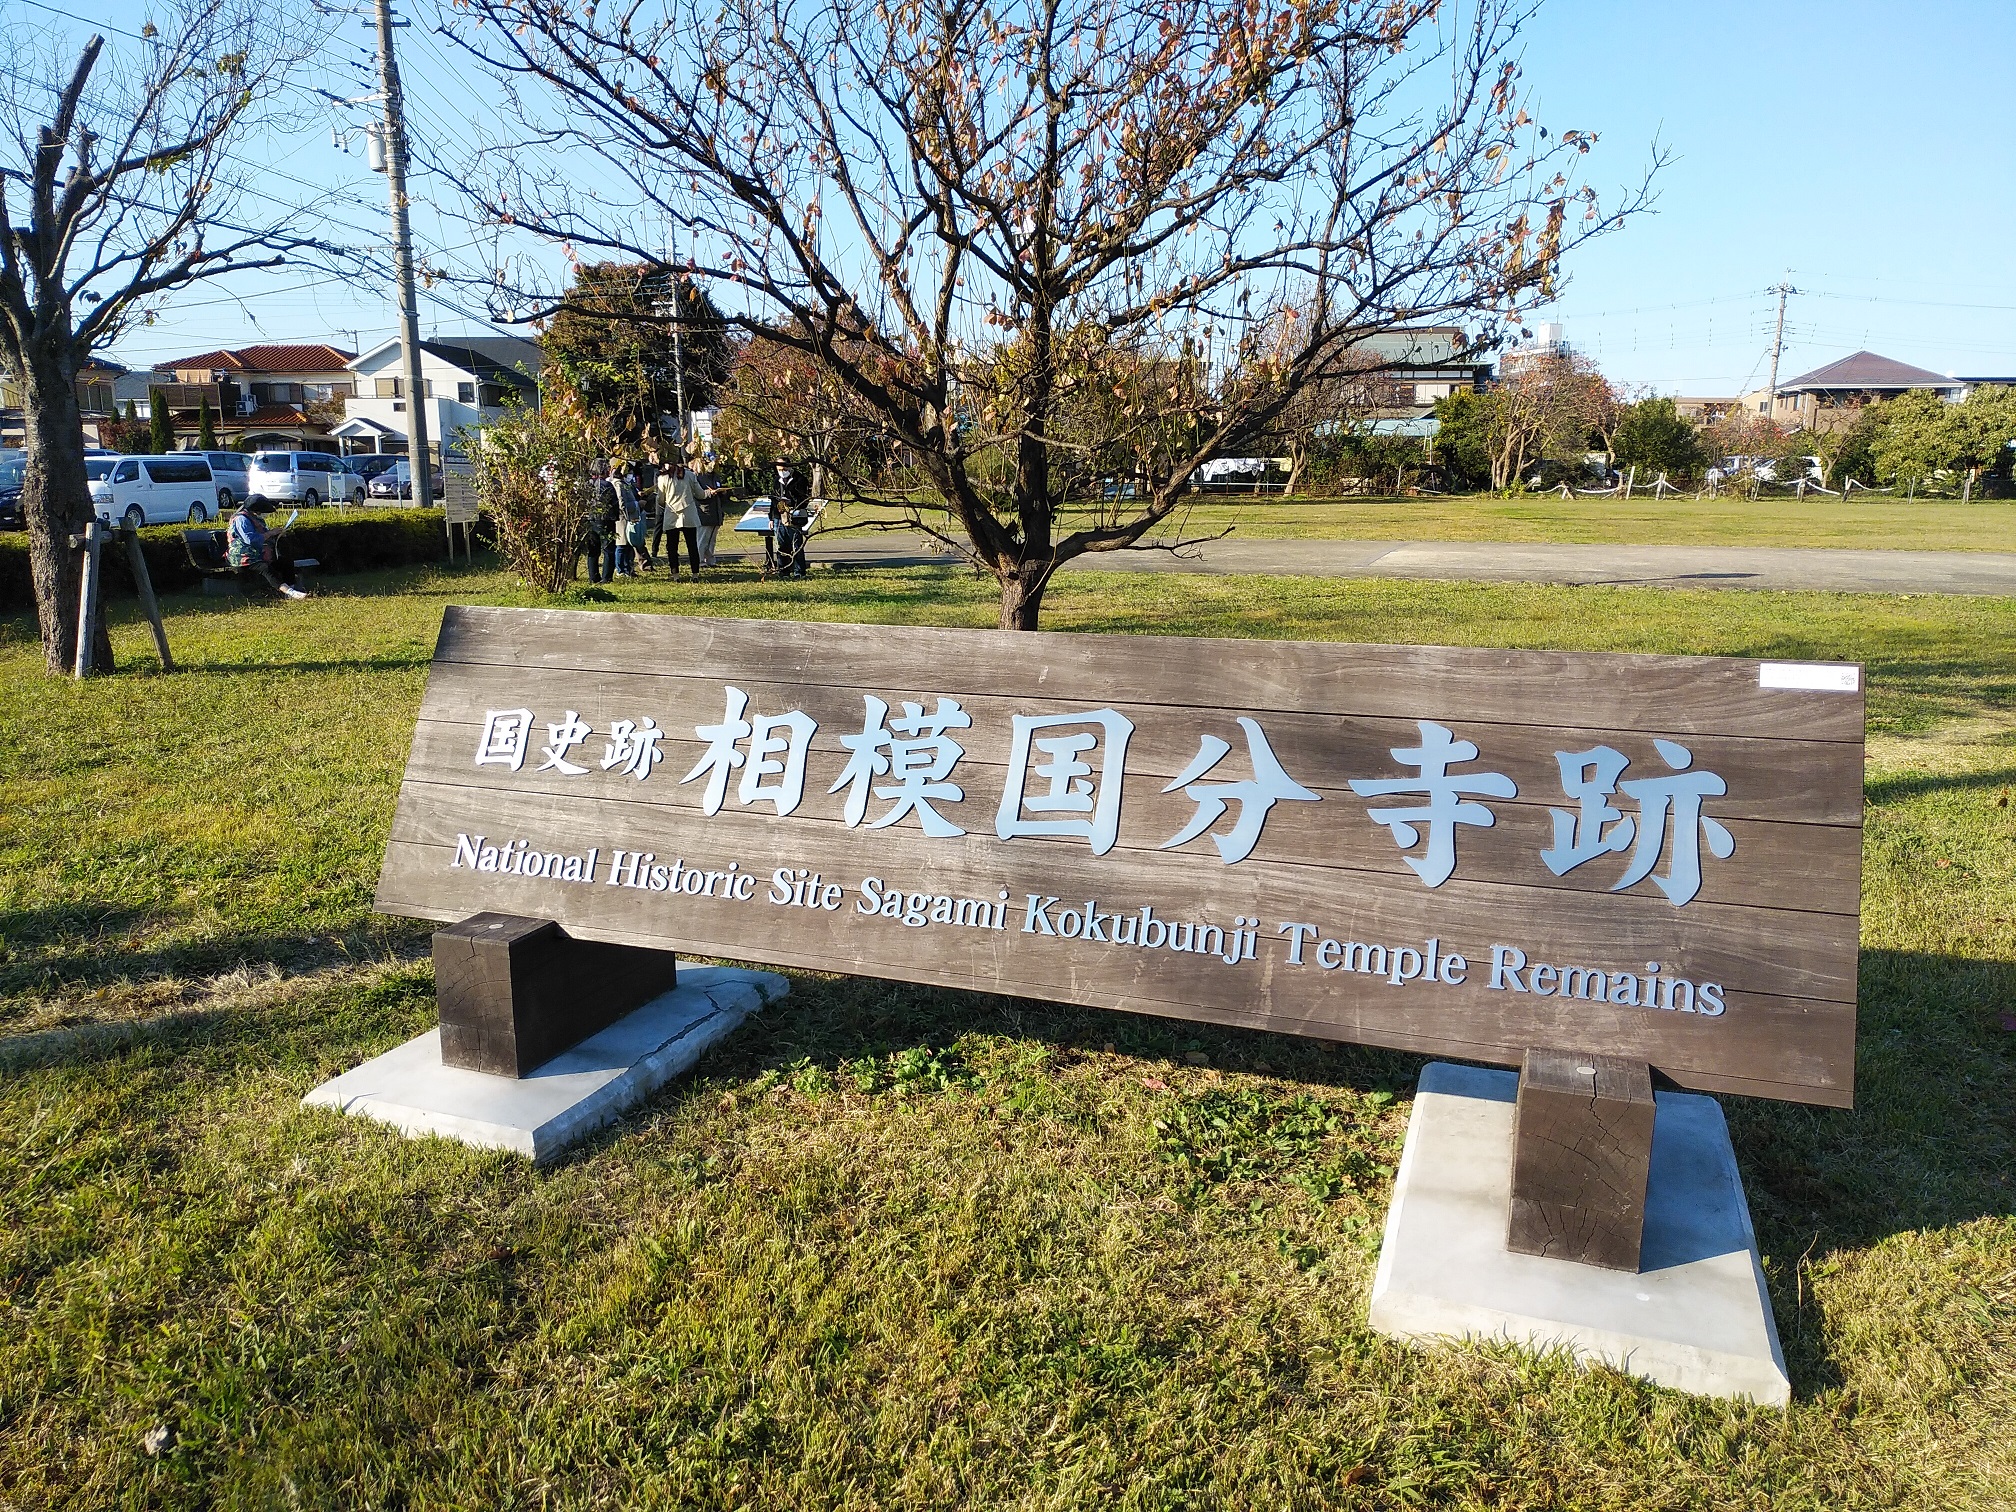 国史跡 相模国分寺跡
National Historic Site Sagami Kokubunji Temple Remains